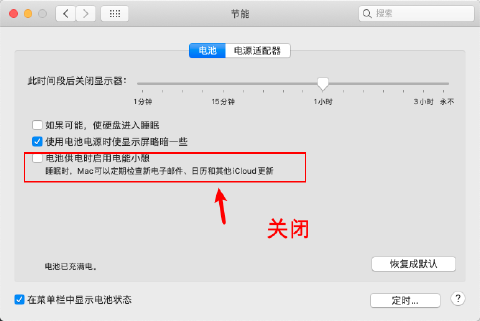 节能
搜索
电池 电源适配器
此时间段后关闭显示器：
1分钟 15分钟 1小时 3小时 永不
如果可能，使硬盘进入睡眠
使用电池电源时使显示屏略暗一些
电池供电时启用电能小憩
睡眠时，Mac可以定期检查新电子邮件、日历和其他iCloud更新
关闭
电池已充满电。
恢复成默认
在菜单栏中显示电池状态
定时...
?